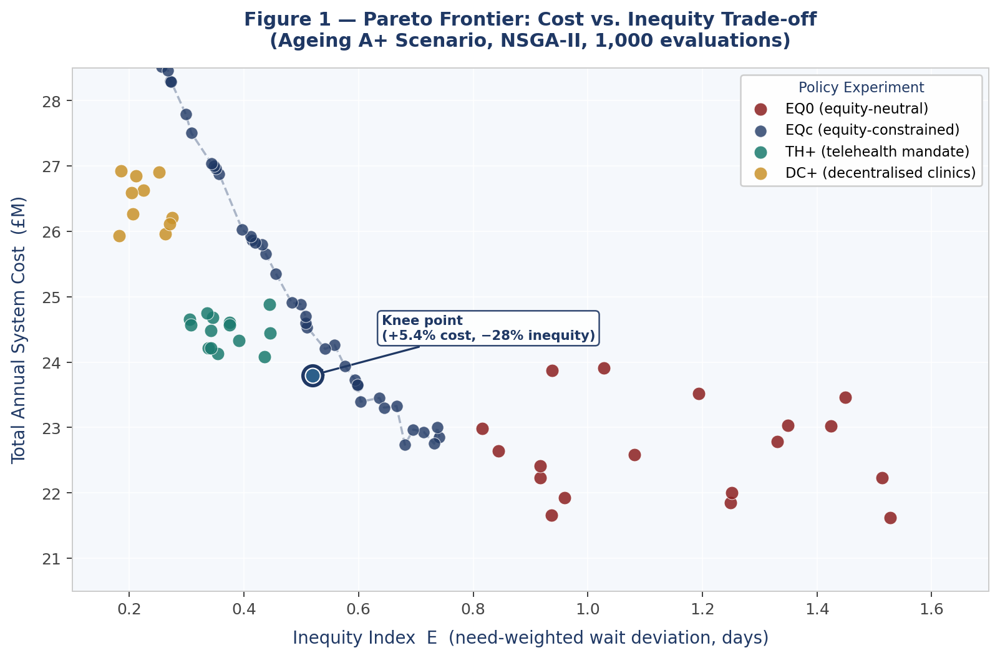 Figure 1 — Pareto Frontier: Cost vs. Inequity Trade-off
(Ageing A+ Scenario, NSGA-II, 1,000 evaluations)
Policy Experiment
EQ0 (equity-neutral)
EQc (equity-constrained)
TH+ (telehealth mandate)
DC+ (decentralised clinics)
Knee point
(+5.4% cost, −28% inequity)
Total Annual System Cost (£M)
28
27
26
25
24
23
22
21
0.2
0.4
0.6
0.8
1.0
1.2
1.4
1.6
Inequity Index E (need-weighted wait deviation, days)